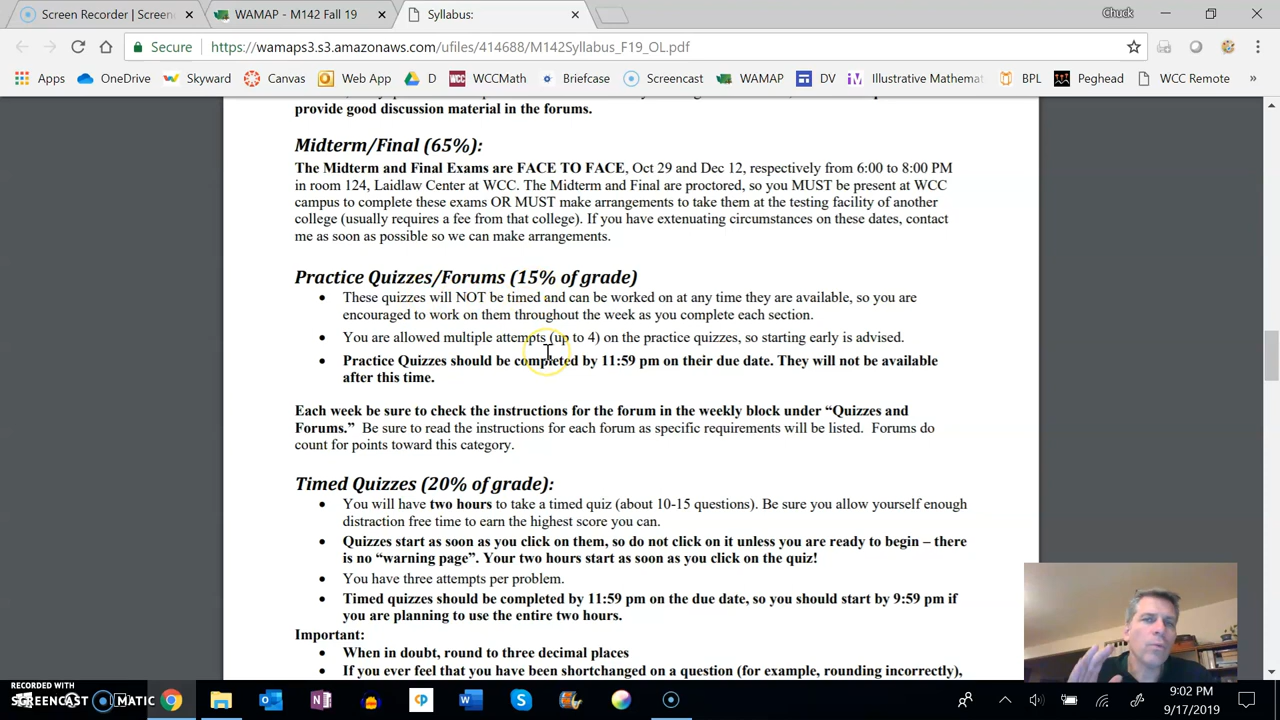 Screen Recorder | Screen
WAMAP - M142 Fall 19
Syllabus:
Chuck
Secure
https://wamaps3.s3.amazonaws.com/ufiles/414688/M142Syllabus_F19_OL.pdf
Apps
OneDrive
Skyward
Canvas
Web App
D
WCCMath
Briefcase
Screencast
WAMAP
DV
Illustrative Mathemat
BPL
Peghead
WCC Remote
»
provide good discussion material in the forums.
Midterm/Final (65%):
The Midterm and Final Exams are FACE TO FACE, Oct 29 and Dec 12, respectively from 6:00 to 8:00 PM
in room 124, Laidlaw Center at WCC. The Midterm and Final are proctored, so you MUST be present at WCC
campus to complete these exams OR MUST make arrangements to take them at the testing facility of another
college (usually requires a fee from that college). If you have extenuating circumstances on these dates, contact
me as soon as possible so we can make arrangements.
Practice Quizzes/Forums (15% of grade)
• These quizzes will NOT be timed and can be worked on at any time they are available, so you are
encouraged to work on them throughout the week as you complete each section.
• You are allowed multiple attempts (up to 4) on the practice quizzes, so starting early is advised.
• Practice Quizzes should be completed by 11:59 pm on their due date. They will not be available
after this time.
Each week be sure to check the instructions for the forum in the weekly block under “Quizzes and
Forums.” Be sure to read the instructions for each forum as specific requirements will be listed. Forums do
count for points toward this category.
Timed Quizzes (20% of grade):
• You will have two hours to take a timed quiz (about 10-15 questions). Be sure you allow yourself enough
distraction free time to earn the highest score you can.
• Quizzes start as soon as you click on them, so do not click on it unless you are ready to begin – there
is no “warning page”. Your two hours start as soon as you click on the quiz!
• You have three attempts per problem.
• Timed quizzes should be completed by 11:59 pm on the due date, so you should start by 9:59 pm if
you are planning to use the entire two hours.
Important:
• When in doubt, round to three decimal places
• If you ever feel that you have been shortchanged on a question (for example, rounding incorrectly),
RECORDED WITH
SCREENCAST MATIC
9:02 PM
9/17/2019